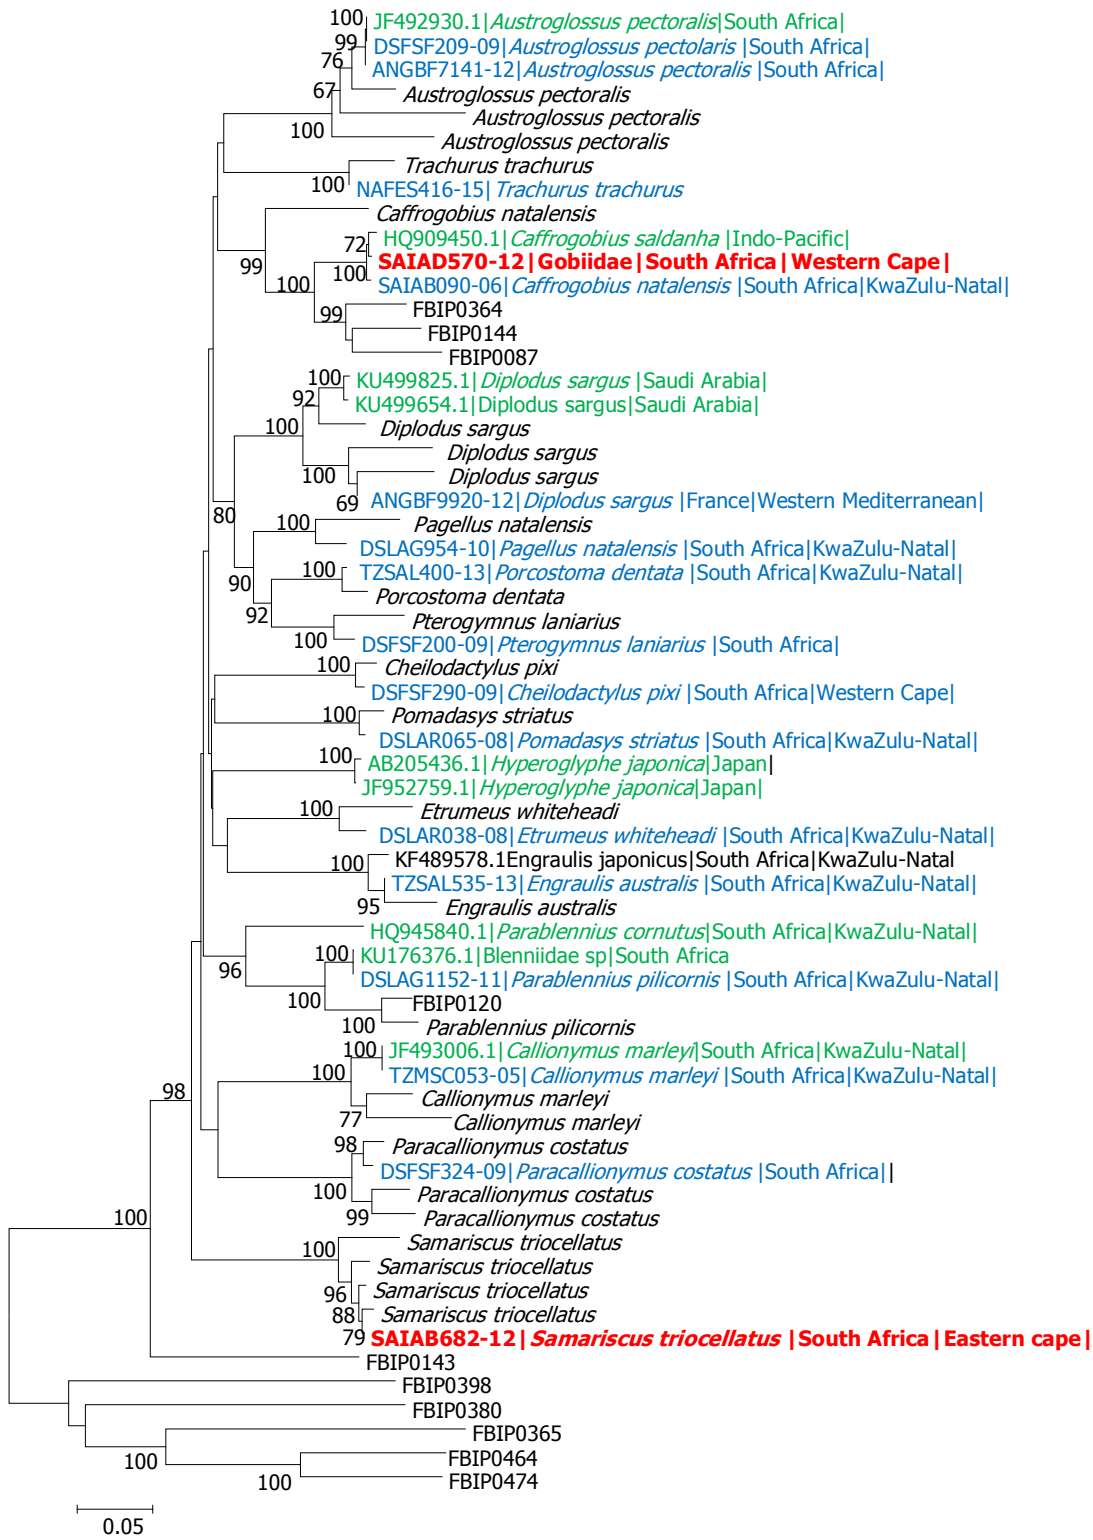 100 JF492930.1|Austroglossus pectoralis|South Africa|
99 DSFSF209-09|Austroglossus pectolaris |South Africa|
76 ANGBF7141-12|Austroglossus pectoralis |South Africa|
67 Austroglossus pectoralis
Austroglossus pectoralis
100 Austroglossus pectoralis
Trachurus trachurus
100 NAFES416-15|Trachurus trachurus
Caffrogobius natalensis
72 HQ909450.1|Caffrogobius saldanha |Indo-Pacific|
99 100 SAIAD570-12|Gobiidae|South Africa|Western Cape|
100 SAIAB090-06|Caffrogobius natalensis |South Africa|KwaZulu-Natal|
99 FBIP0364
FBIP0144
FBIP0087
100 KU499825.1|Diplodus sargus |Saudi Arabia|
92 KU499654.1|Diplodus sargus|Saudi Arabia|
100 Diplodus sargus
Diplodus sargus
100 Diplodus sargus
69 ANGBF9920-12|Diplodus sargus |France|Western Mediterranean|
80 100 Pagellus natalensis
DSLAG954-10|Pagellus natalensis |South Africa|KwaZulu-Natal|
90 100 TZSAL400-13|Porcostoma dentata |South Africa|KwaZulu-Natal|
92 Porcostoma dentata
Pterogymnus laniarius
100 DSFSF200-09|Pterogymnus laniarius |South Africa|
100 Cheilodactylus pixi
DSFSF290-09|Cheilodactylus pixi |South Africa|Western Cape|
100 Pomadasys striatus
DSLAR065-08|Pomadasys striatus |South Africa|KwaZulu-Natal|
100 AB205436.1|Hyperoglyphe japonica|Japan|
JF952759.1|Hyperoglyphe japonica|Japan|
100 Etrumeus whiteheadi
DSLAR038-08|Etrumeus whiteheadi |South Africa|KwaZulu-Natal|
100 KF489578.1Engraulis japonicus|South Africa|KwaZulu-Natal
TZSAL535-13|Engraulis australis |South Africa|KwaZulu-Natal|
95 Engraulis australis
HQ945840.1|Parablennius cornutus|South Africa|KwaZulu-Natal|
96 100 KU176376.1|Blenniidae sp|South Africa
DSLAG1152-11|Parablennius pilicornis |South Africa|KwaZulu-Natal|
100 FBIP0120
100 Parablennius pilicornis
100 JF493006.1|Callionymus marleyi|South Africa|KwaZulu-Natal|
100 TZMSC053-05|Callionymus marleyi |South Africa|KwaZulu-Natal|
98 Callionymus marleyi
77 Callionymus marleyi
98 Paracallionymus costatus
DSFSF324-09|Paracallionymus costatus |South Africa||
100 Paracallionymus costatus
100 99 Paracallionymus costatus
100 Samariscus triocellatus
Samariscus triocellatus
96 Samariscus triocellatus
88 Samariscus triocellatus
79 SAIAB682-12|Samariscus triocellatus |South Africa|Eastern cape|
FBIP0143
FBIP0398
FBIP0380
FBIP0365
100 FBIP0464
100 FBIP0474
0.05